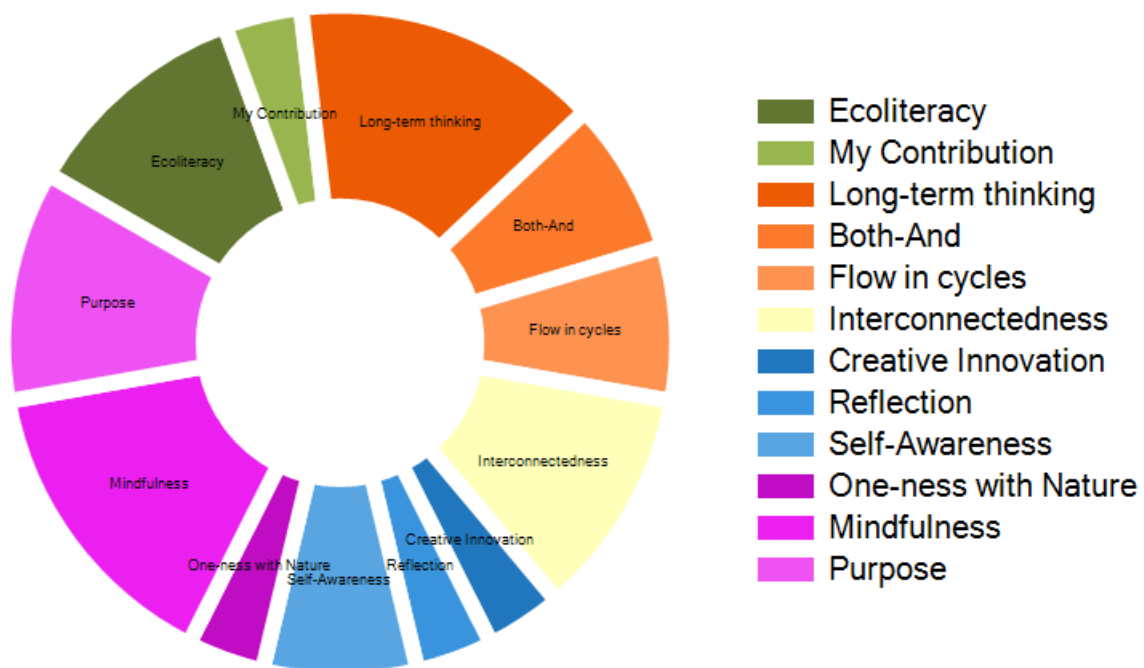 My Contribution
Long-term thinking
Ecoliteracy
Both-And
Purpose
Flow in cycles
Interconnectedness
Mindfulness
Creative Innovation
One-ness with Nature
Reflection
Self-Awareness
Ecoliteracy
My Contribution
Long-term thinking
Both-And
Flow in cycles
Interconnectedness
Creative Innovation
Reflection
Self-Awareness
One-ness with Nature
Mindfulness
Purpose